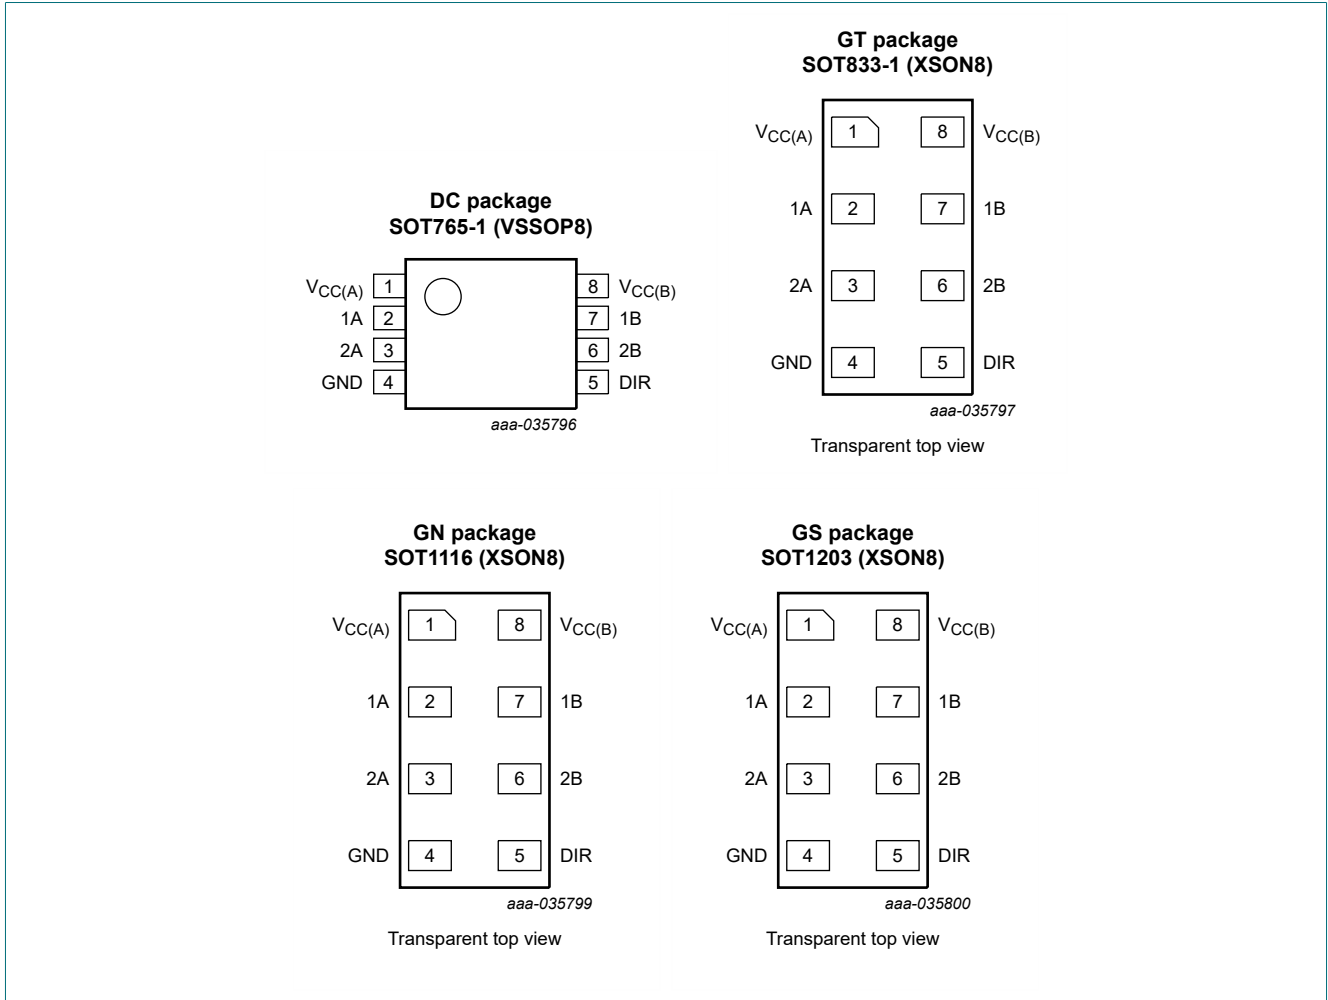 GT package
SOT833-1 (XSON8)
VCC(A) 1 8 VCC(B)
1A 2 7 1B
2A 3 6 2B
GND 4 5 DIR
aaa-035797
Transparent top view
DC package
SOT765-1 (VSSOP8)
VCC(A) 1 8 VCC(B)
1A 2 7 1B
2A 3 6 2B
GND 4 5 DIR
aaa-035796
GN package
SOT1116 (XSON8)
VCC(A) 1 8 VCC(B)
1A 2 7 1B
2A 3 6 2B
GND 4 5 DIR
aaa-035799
Transparent top view
GS package
SOT1203 (XSON8)
VCC(A) 1 8 VCC(B)
1A 2 7 1B
2A 3 6 2B
GND 4 5 DIR
aaa-035800
Transparent top view